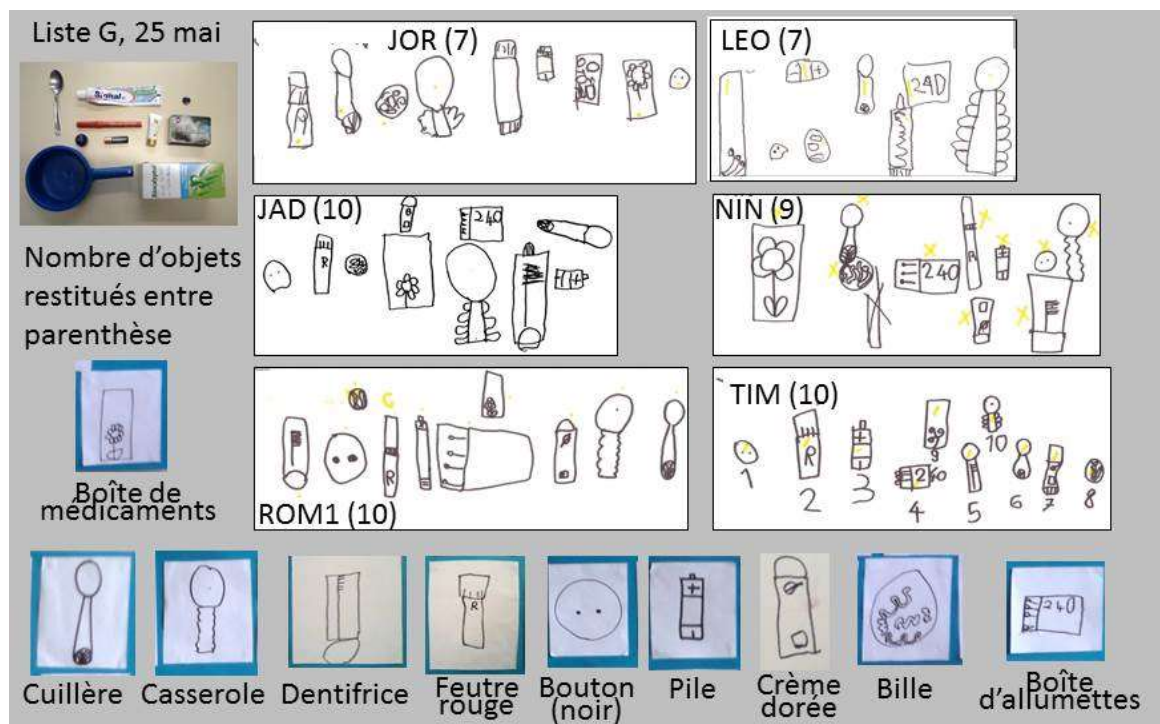 Liste G, 25 mai
Signal
JOR (7)
LEO (7)
240
JAD (10)
240
R
NIN (9)
240
R
Nombre d'objets
restitués entre
parenthèse
ROM1 (10)
R
TIM (10)
R
240
1
2
3
4
5
6
7
8
9
10
Boîte de
médicaments
R
240
Cuillère
Casserole
Dentifrice
Feutre
rouge
Bouton
(noir)
Pile
Crème
dorée
Bille
Boîte
d'allumettes